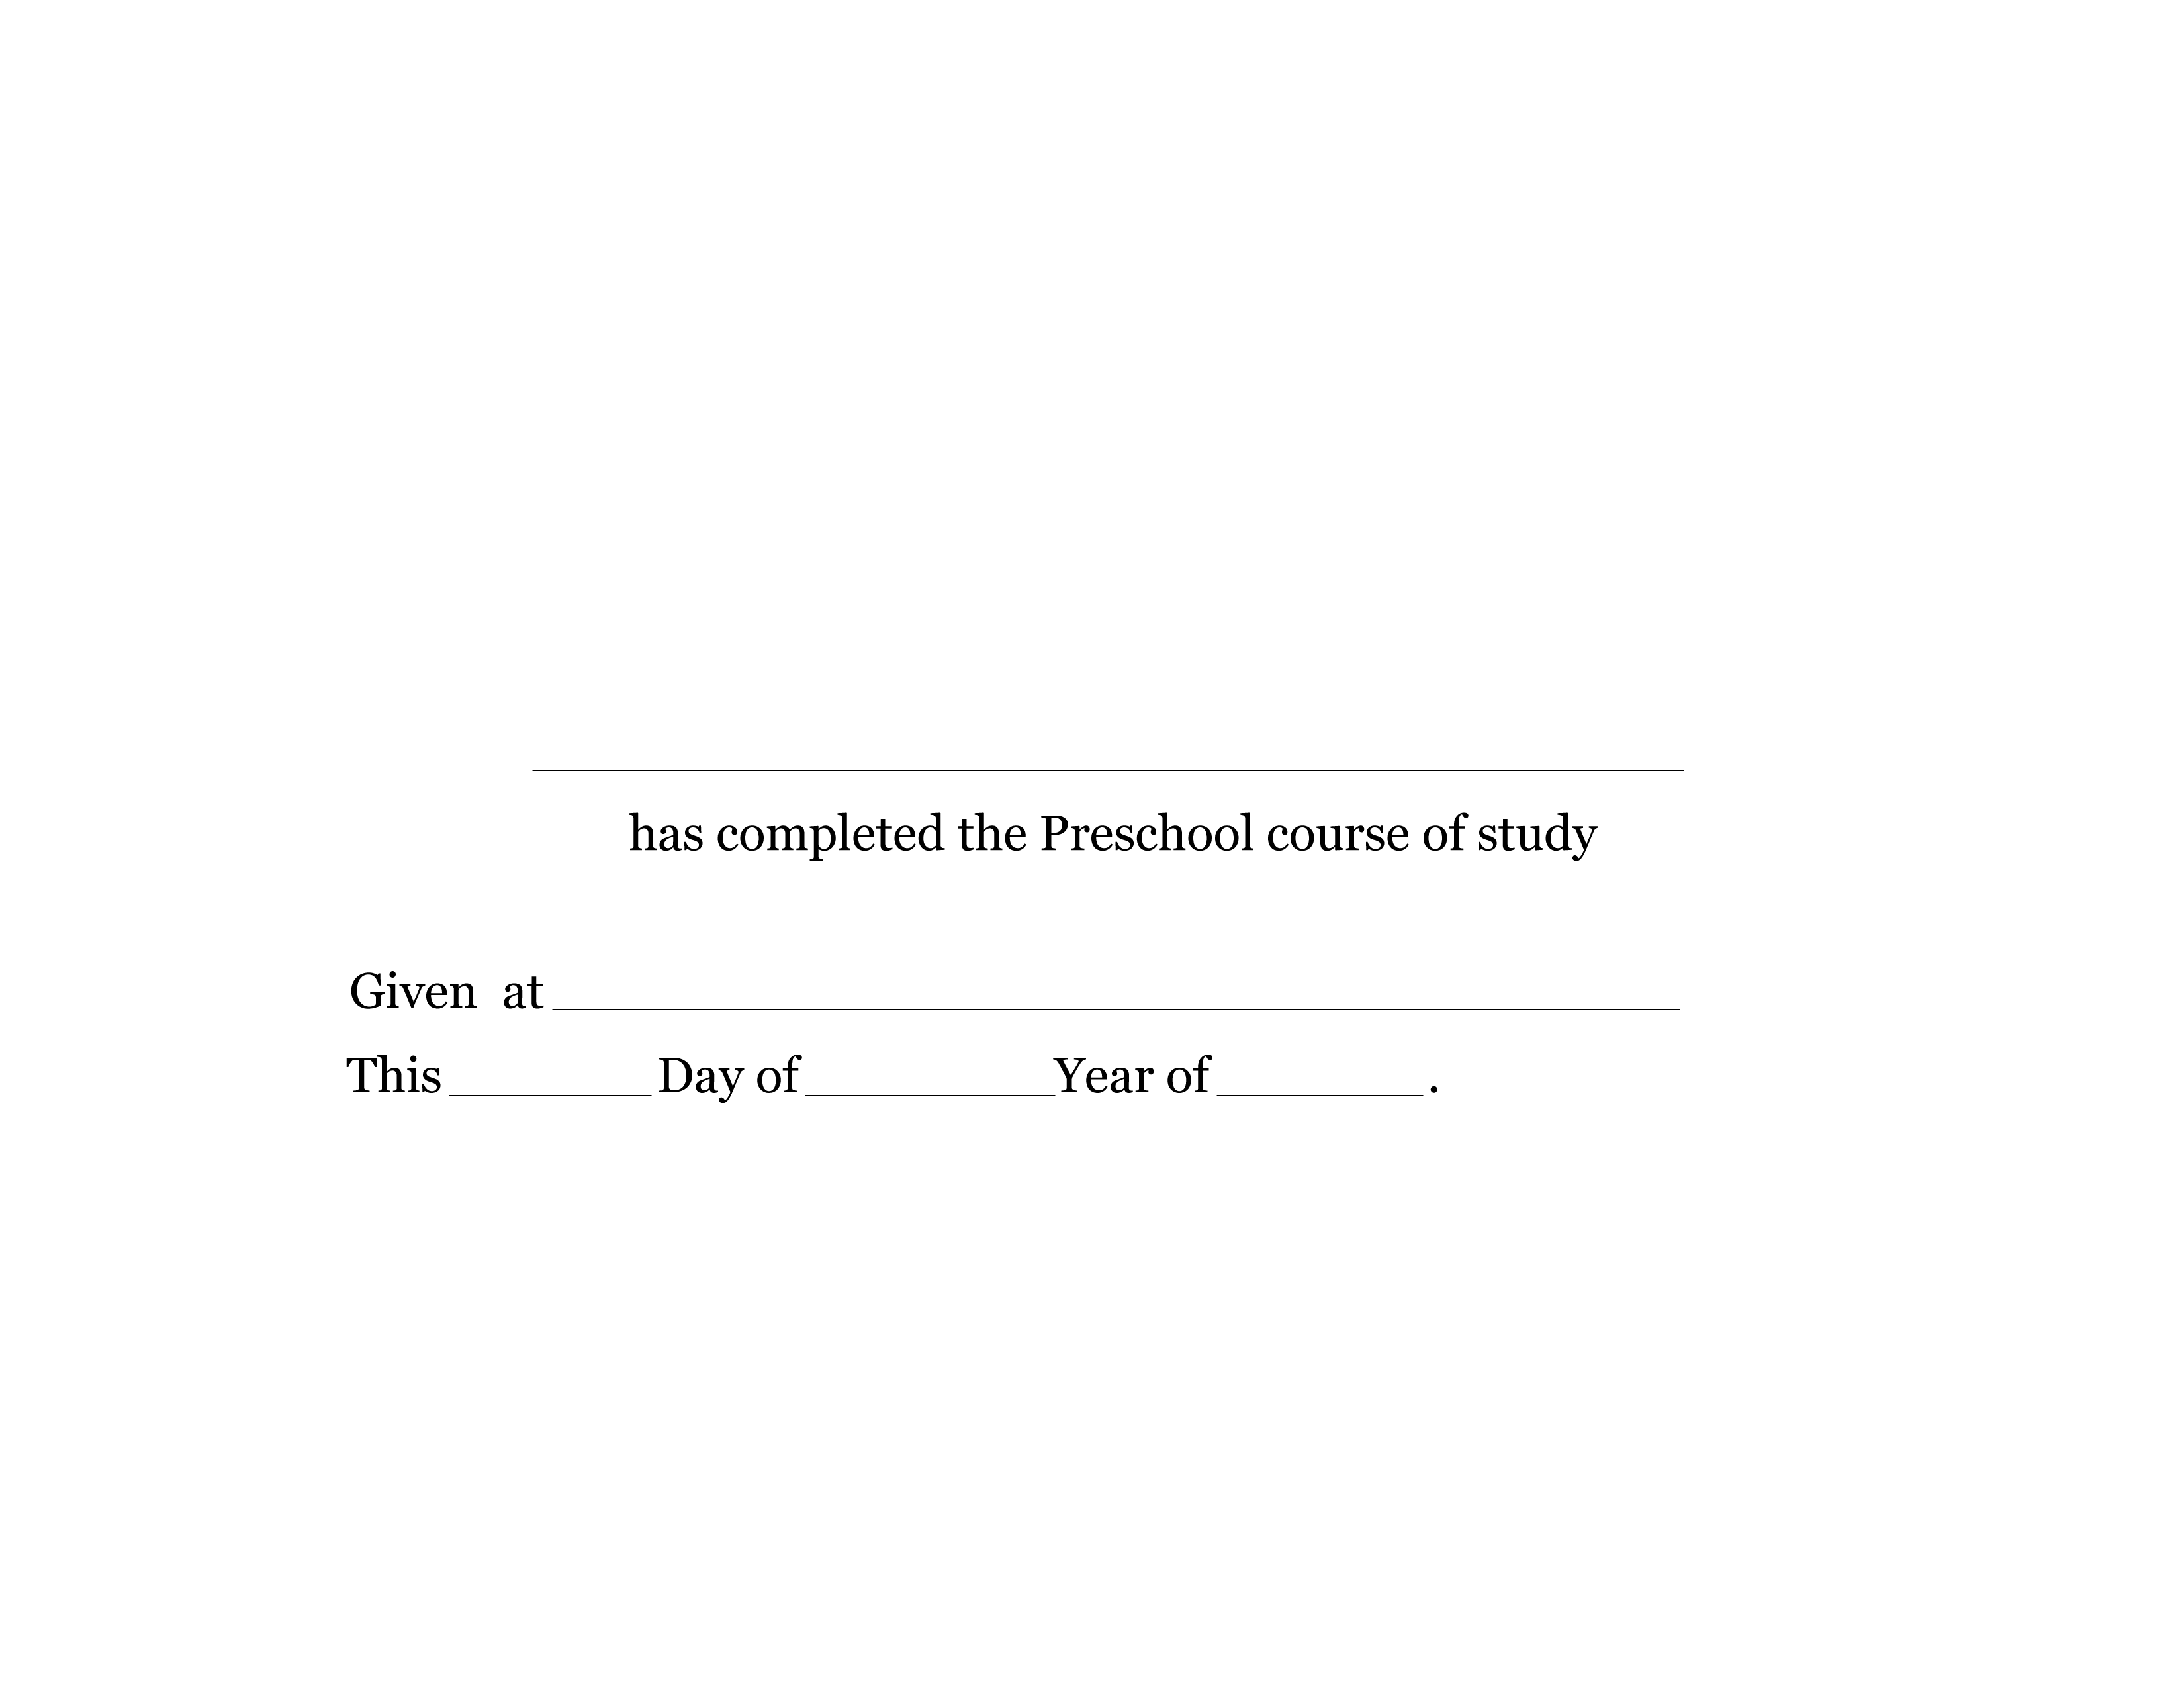 has completed the Preschool course of study
Given at
This Day of Year of .